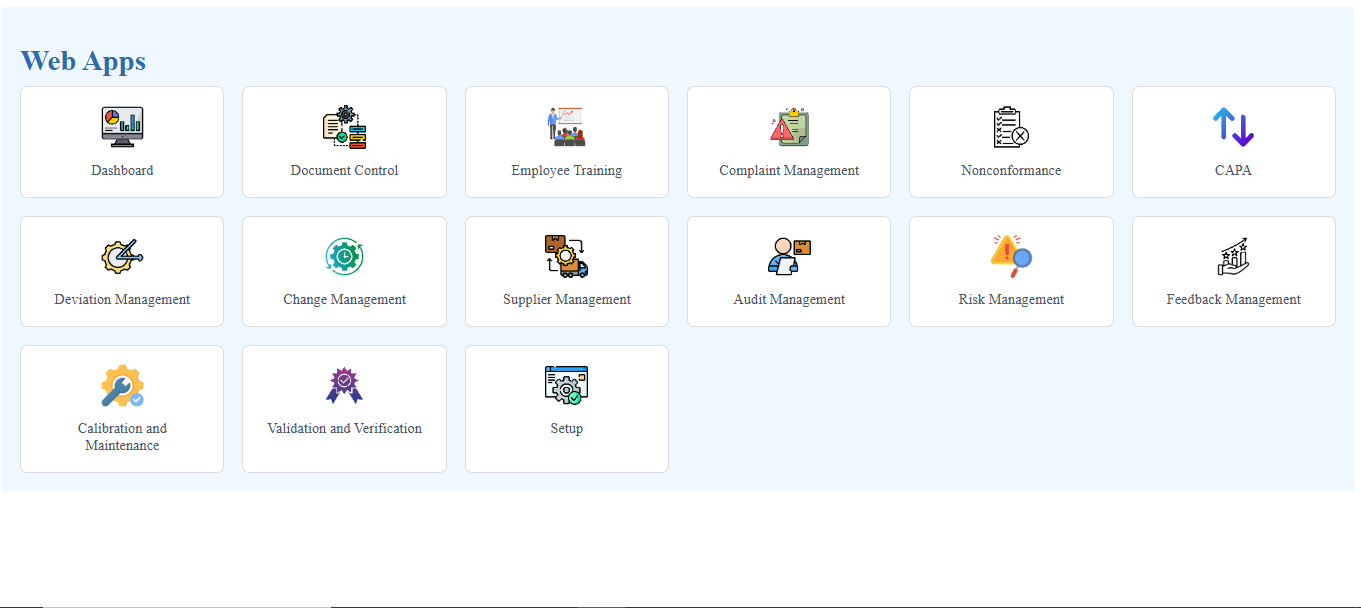 Web Apps
Dashboard
Document Control
Employee Training
Complaint Management
Nonconformance
CAPA
Deviation Management
Change Management
Supplier Management
Audit Management
Risk Management
Feedback Management
Calibration and
Maintenance
Validation and Verification
Setup